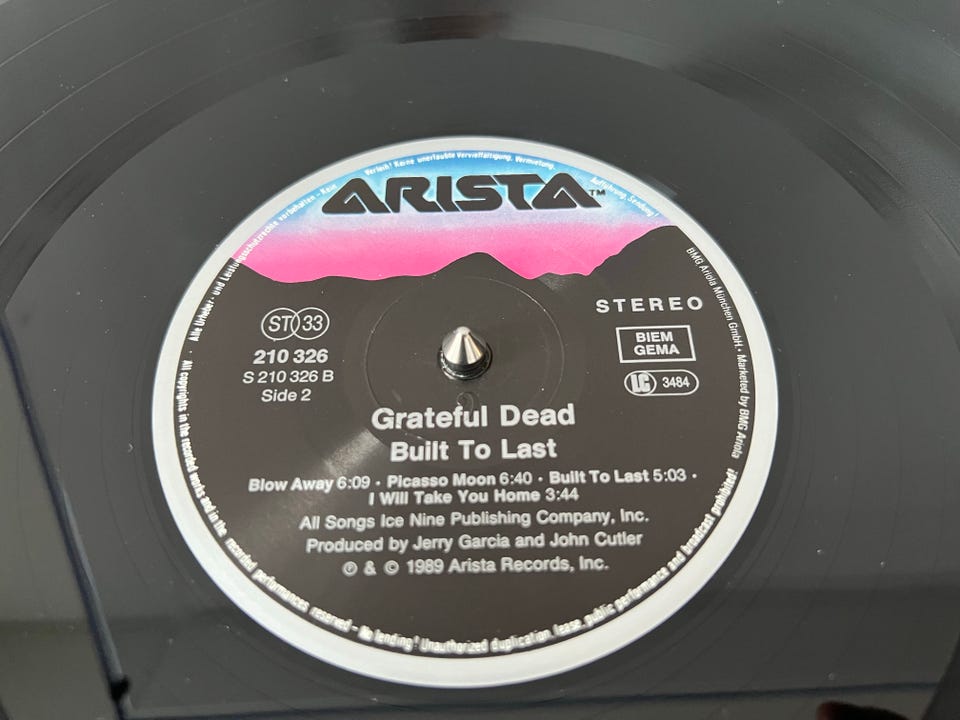 Alle Urheber- und Leistungsschutzrechte vorbehalten - Kein Verleih! Keine unerlaubte Vervielfältigung, Vermietung, Aufführung, Sendung!
ARISTA™
STEREO
ST 33
BIEM
GEMA
210 326
S 210 326 B
LC 3484
Side 2
Grateful Dead
Built To Last
Blow Away 6:09 · Picasso Moon 6:40 · Built To Last 5:03 ·
I Will Take You Home 3:44
All Songs Ice Nine Publishing Company, Inc.
Produced by Jerry Garcia and John Cutler
℗ & © 1989 Arista Records, Inc.
BMG Ariola München GmbH · Marketed by BMG Ariola
All copyrights in the recorded works and in the recorded performances reserved - No lending! Unauthorized duplication, lease, public performance and broadcast prohibited!